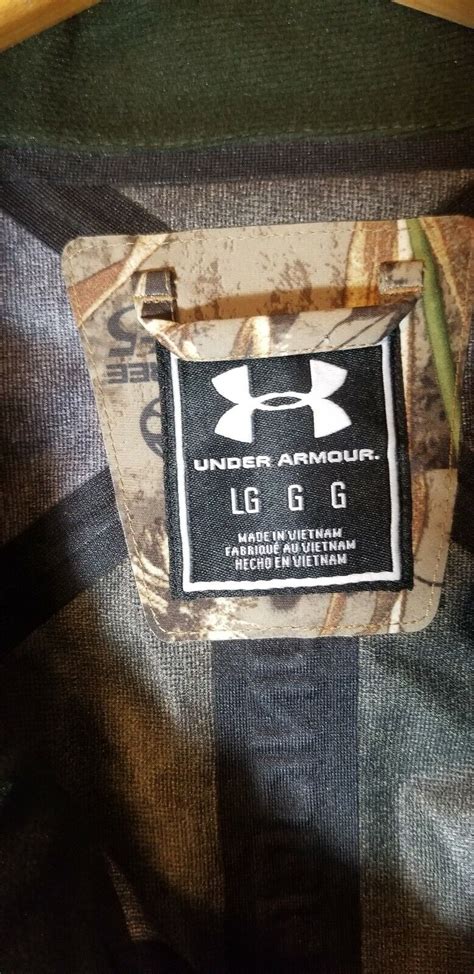 UNDER ARMOUR.
LG G G
MADE IN VIETNAM
FABRIQUÉ AU VIETNAM
HECHO EN VIETNAM